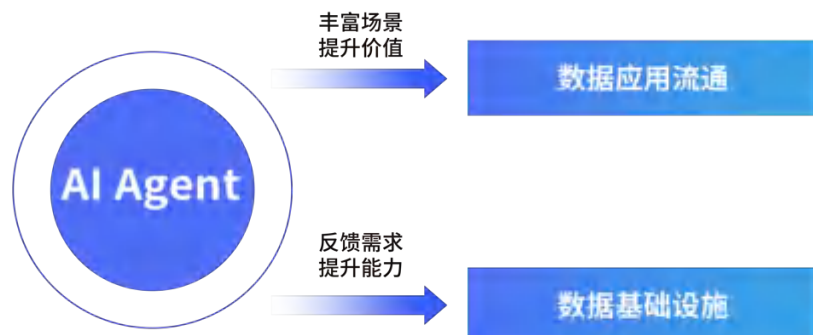 丰富场景
提升价值
数据应用流通
AI Agent
反馈需求
提升能力
数据基础设施